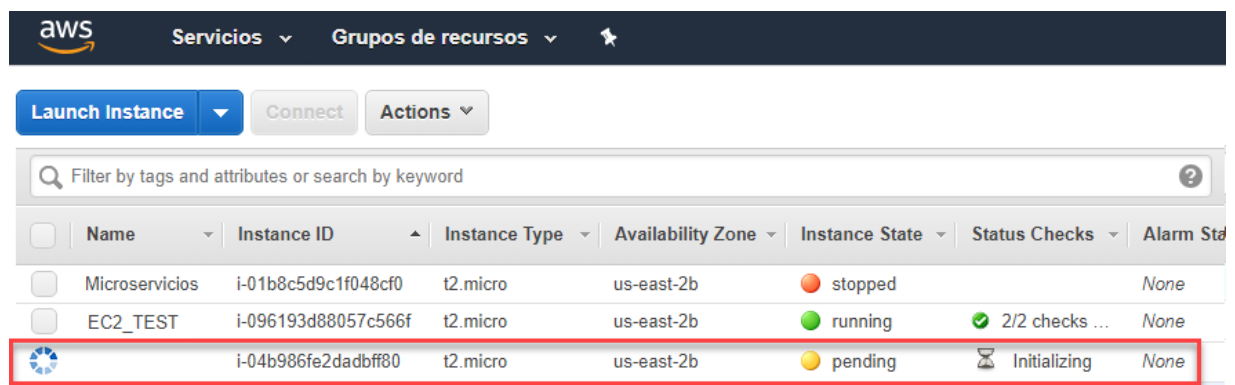 aws Servicios Grupos de recursos
Launch Instance Connect Actions
Filter by tags and attributes or search by keyword
Name Instance ID Instance Type Availability Zone Instance State Status Checks Alarm Sta
Microservicios i-01b8c5d9c1f048cf0 t2.micro us-east-2b stopped None
EC2_TEST i-096193d88057c566f t2.micro us-east-2b running 2/2 checks ... None
i-04b986fe2dadbff80 t2.micro us-east-2b pending Initializing None